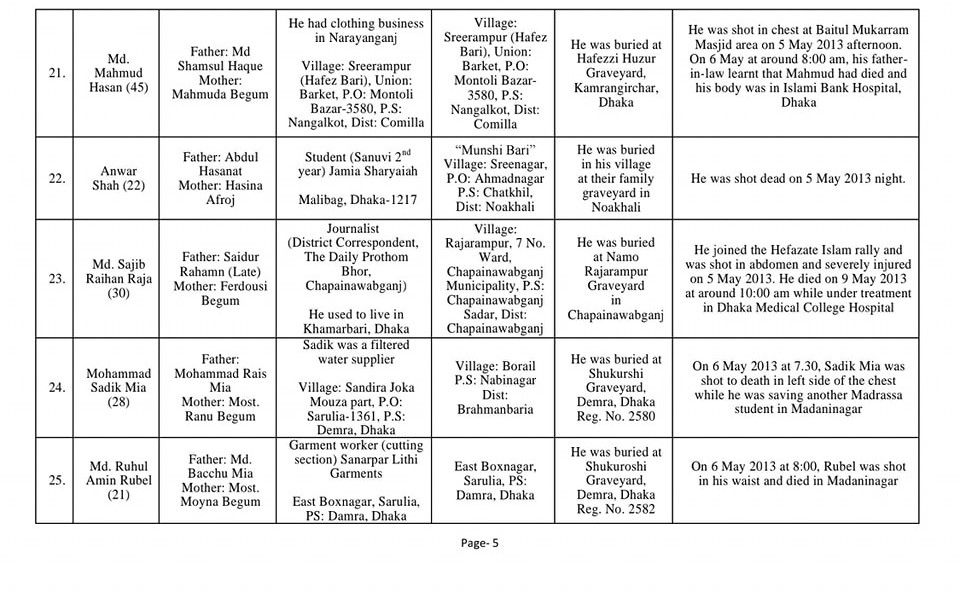 21.
Md.
Mahmud
Hasan (45)
Father: Md
Shamsul Haque
Mother:
Mahmuda Begum
He had clothing business
in Narayanganj
Village: Sreerampur
(Hafez Bari), Union:
Barket, P.O: Montoli
Bazar-3580, P.S:
Nangalkot, Dist: Comilla
Village:
Sreerampur (Hafez
Bari), Union:
Barket, P.O:
Montoli Bazar-
3580, P.S:
Nangalkot, Dist:
Comilla
He was buried at
Hafezzi Huzur
Graveyard,
Kamrangirchar,
Dhaka
He was shot in chest at Baitul Mukarram
Masjid area on 5 May 2013 afternoon.
On 6 May at around 8:00 am, his father-
in-law learnt that Mahmud had died and
his body was in Islami Bank Hospital,
Dhaka
22.
Anwar
Shah (22)
Father: Abdul
Hasanat
Mother: Hasina
Afroj
Student (Sanuvi 2nd
year) Jamia Sharyaiah
Malibag, Dhaka-1217
“Munshi Bari”
Village: Sreenagar,
P.O: Ahmadnagar
P.S: Chatkhil,
Dist: Noakhali
He was buried
in his village
at their family
graveyard in
Noakhali
He was shot dead on 5 May 2013 night.
23.
Md. Sajib
Raihan Raja
(30)
Father: Saidur
Rahamn (Late)
Mother: Ferdousi
Begum
Journalist
(District Correspondent,
The Daily Prothom
Bhor,
Chapainawabganj)
He used to live in
Khamarbari, Dhaka
Village:
Rajarampur, 7 No.
Ward,
Chapainawabganj
Municipality, P.S:
Chapainawabganj
Sadar, Dist:
Chapainawabganj
He was buried
at Namo
Rajarampur
Graveyard
in
Chapainawabganj
He joined the Hefazate Islam rally and
was shot in abdomen and severely injured
on 5 May 2013. He died on 9 May 2013
at around 10:00 am while under treatment
in Dhaka Medical College Hospital
24.
Mohammad
Sadik Mia
(28)
Father:
Mohammad Rais
Mia
Mother: Most.
Ranu Begum
Sadik was a filtered
water supplier
Village: Sandira Joka
Mouza part, P.O:
Sarulia-1361, P.S:
Demra, Dhaka
Village: Borail
P.S: Nabinagar
Dist:
Brahmanbaria
He was buried at
Shukurshi
Graveyard,
Demra, Dhaka
Reg. No. 2580
On 6 May 2013 at 7.30, Sadik Mia was
shot to death in left side of the chest
while he was saving another Madrassa
student in Madaninagar
25.
Md. Ruhul
Amin Rubel
(21)
Father: Md.
Bacchu Mia
Mother: Most.
Moyna Begum
Garment worker (cutting
section) Sanarpar Lithi
Garments
East Boxnagar, Sarulia,
PS: Damra, Dhaka
East Boxnagar,
Sarulia, PS:
Damra, Dhaka
He was buried at
Shukuroshi
Graveyard,
Demra, Dhaka
Reg. No. 2582
On 6 May 2013 at 8:00, Rubel was shot
in his waist and died in Madaninagar
Page- 5